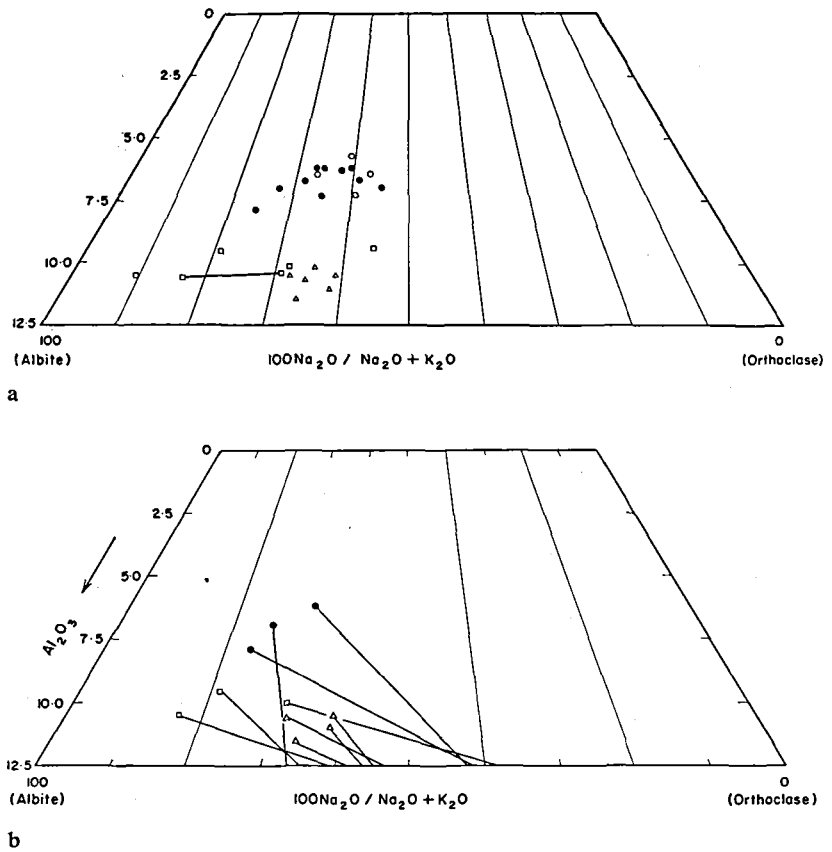 0
2·5
5·0
7·5
10·0
12·5
100
0
(Albite)
100Na₂O / Na₂O + K₂O
(Orthoclase)
a
0
2·5
5·0
Al₂O₃
7·5
10·0
12·5
100
0
(Albite)
100Na₂O / Na₂O + K₂O
(Orthoclase)
b